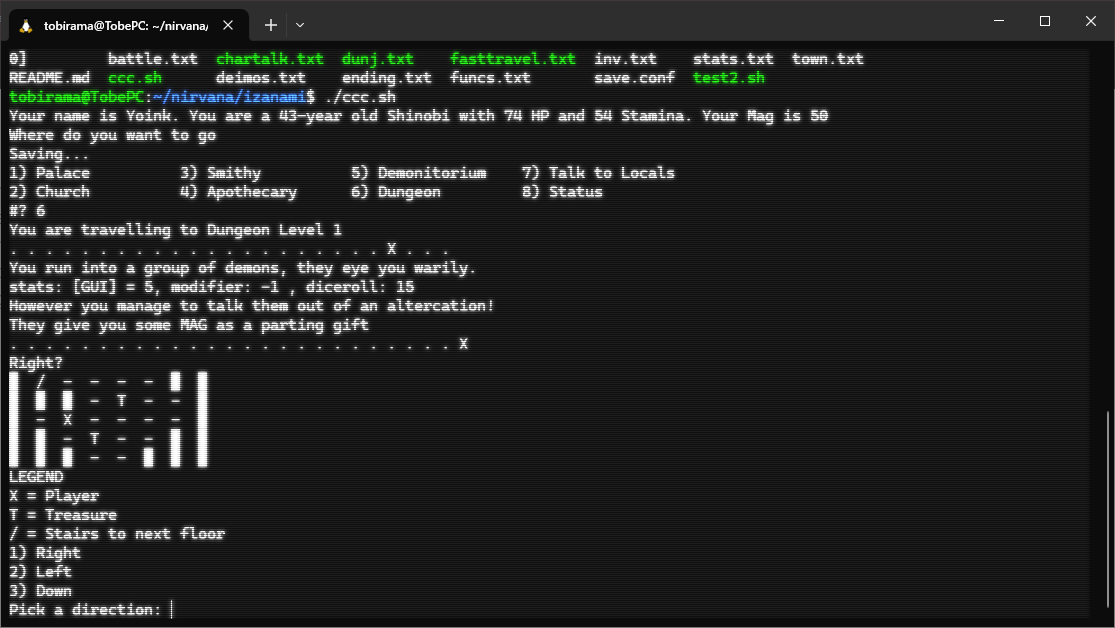 tobirama@TobePC: ~/nirvana/
0] battle.txt chartalk.txt dunj.txt fasttravel.txt inv.txt stats.txt town.txt
README.md ccc.sh deimos.txt ending.txt funcs.txt save.conf test2.sh
tobirama@TobePC:~/nirvana/izanami$ ./ccc.sh
Your name is Yoink. You are a 43-year old Shinobi with 74 HP and 54 Stamina. Your Mag is 50
Where do you want to go
Saving...
1) Palace 3) Smithy 5) Demonitorium 7) Talk to Locals
2) Church 4) Apothecary 6) Dungeon 8) Status
#? 6
You are travelling to Dungeon Level 1
. . . . . . . . . . . . . . . . . . . . . X . . .
You run into a group of demons, they eye you warily.
stats: [GUI] = 5, modifier: -1 , diceroll: 15
However you manage to talk them out of an altercation!
They give you some MAG as a parting gift
. . . . . . . . . . . . . . . . . . . . . . . . . X
Right?
█ / - - - - █ █
█ █ █ - T - - █
█ - X - - - - █
█ █ - T - - █ █
█ █ █ - - █ █ █
LEGEND
X = Player
T = Treasure
/ = Stairs to next floor
1) Right
2) Left
3) Down
Pick a direction: